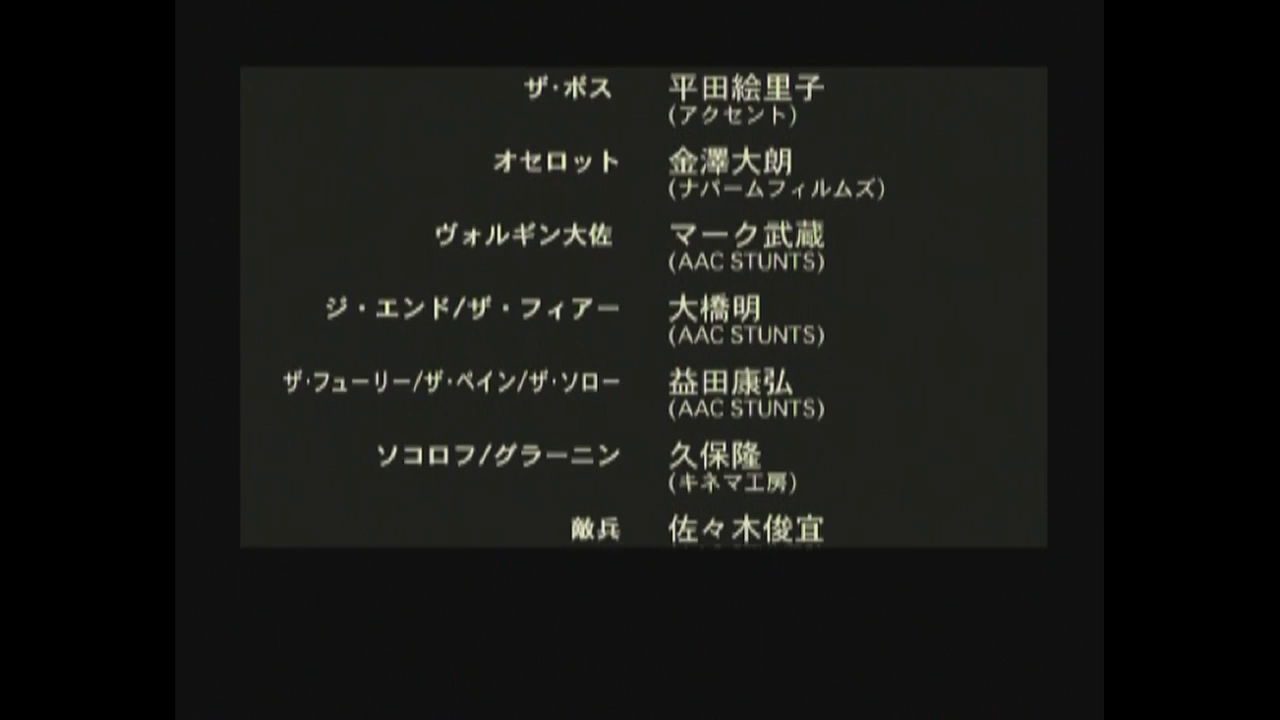 ザ・ボス 平田絵里子
(アクセント)
オセロット 金澤大朗
(ナパームフィルムズ)
ヴォルギン大佐 マーク武蔵
(AAC STUNTS)
ジ・エンド/ザ・フィアー 大橋明
(AAC STUNTS)
ザ・フューリー/ザ・ペイン/ザ・ソロー 益田康弘
(AAC STUNTS)
ソコロフ/グラーニン 久保隆
(キネマ工房)
敵兵 佐々木俊宜